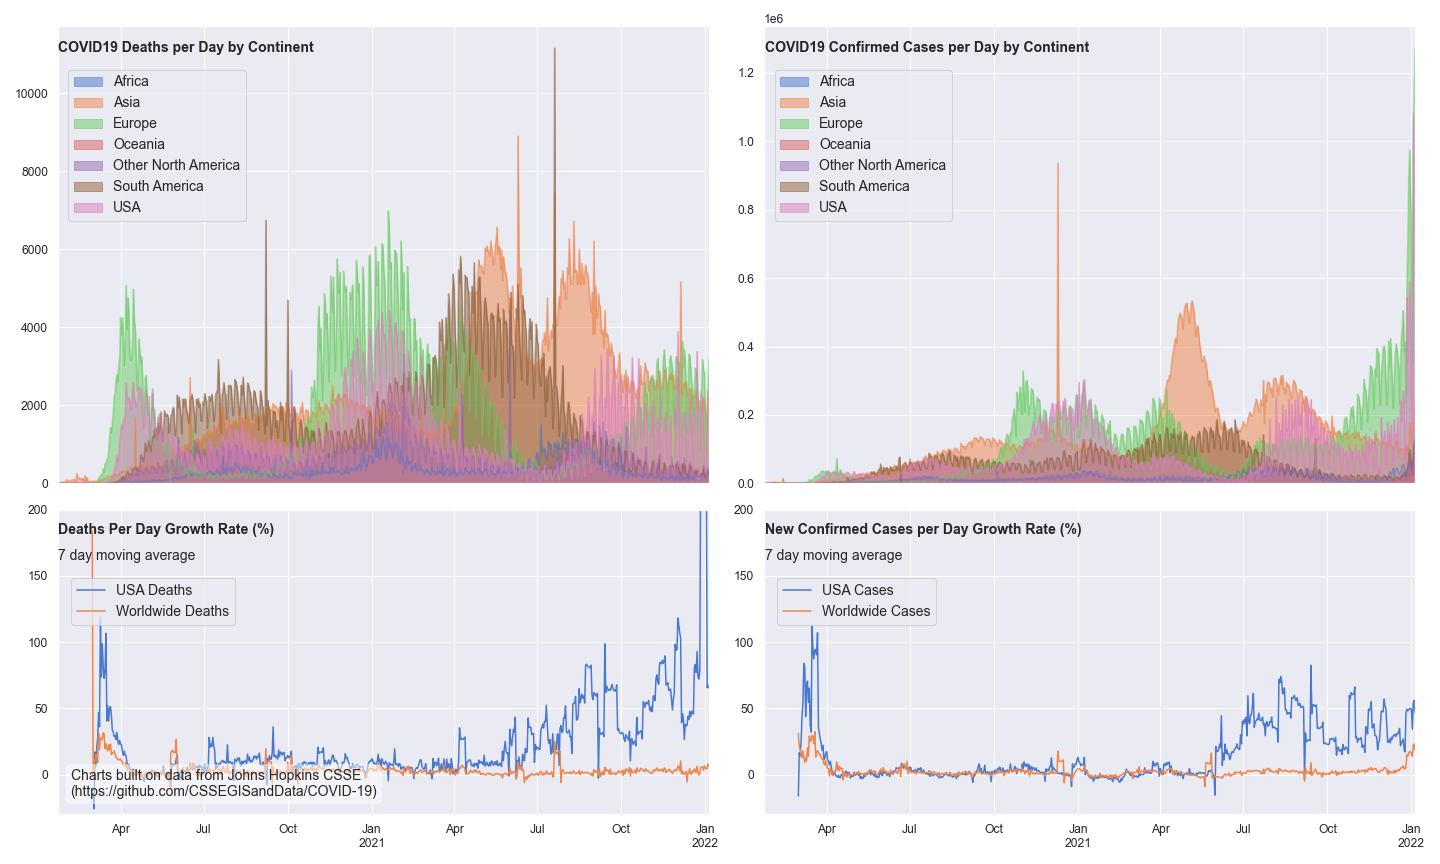 COVID19 Deaths per Day by Continent
Africa
Asia
Europe
Oceania
Other North America
South America
USA
10000
8000
6000
4000
2000
0
1e6
COVID19 Confirmed Cases per Day by Continent
Africa
Asia
Europe
Oceania
Other North America
South America
USA
1.2
1.0
0.8
0.6
0.4
0.2
0.0
Deaths Per Day Growth Rate (%)
7 day moving average
USA Deaths
Worldwide Deaths
200
150
100
50
0
Charts built on data from Johns Hopkins CSSE
(https://github.com/CSSEGISandData/COVID-19)
Apr Jul Oct Jan Apr Jul Oct Jan
2021 2022
New Confirmed Cases per Day Growth Rate (%)
7 day moving average
USA Cases
Worldwide Cases
200
150
100
50
0
Apr Jul Oct Jan Apr Jul Oct Jan
2021 2022